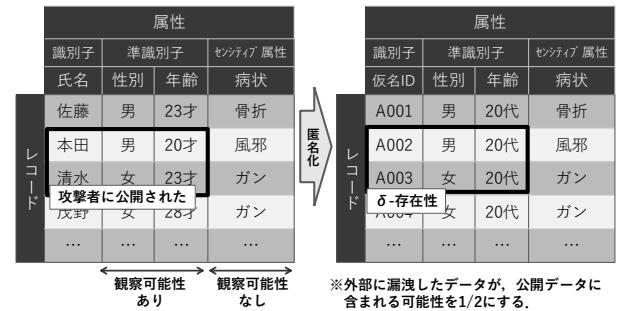 属性
識別子 準識別子 センシティブ 属性
氏名 性別 年齢 病状
佐藤 男 23才 骨折
本田 男 20才 風邪
清水 女 23才 ガン
攻撃者に公開された
茂野 女 28才 ガン
… … … …
レコード
観察可能性
あり
観察可能性
なし
匿名化
属性
識別子 準識別子 センシティブ 属性
仮名ID 性別 年齢 病状
A001 男 20代 骨折
A002 男 20代 風邪
A003 女 20代 ガン
δ-存在性
A004 女 20代 ガン
… … … …
レコード
※外部に漏洩したデータが，公開データに
含まれる可能性を1/2にする．